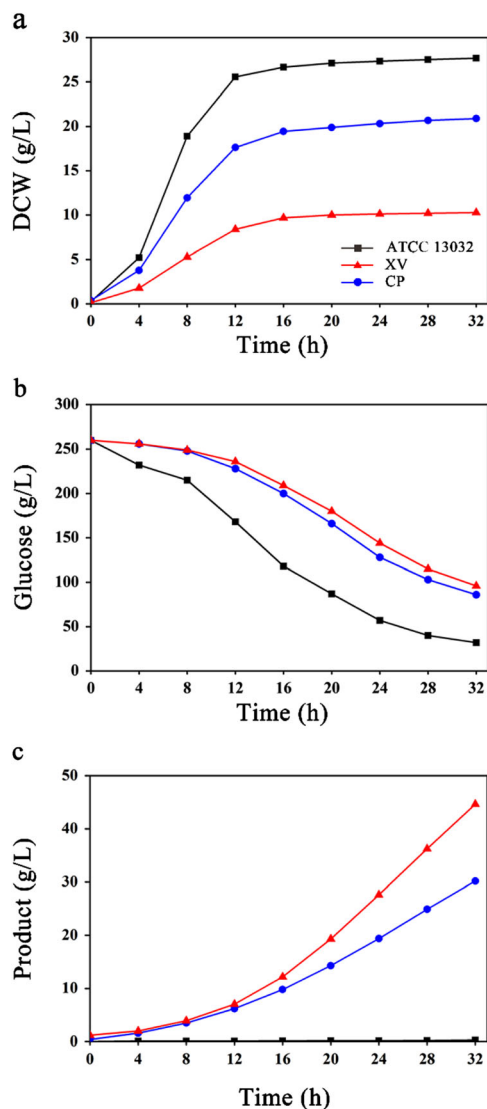 a
30
25
20
15
10
5
0
DCW (g/L)
ATCC 13032
XV
CP
0 4 8 12 16 20 24 28 32
Time (h)
b
300
250
200
150
100
50
0
Glucose (g/L)
0 4 8 12 16 20 24 28 32
Time (h)
c
50
40
30
20
10
0
Product (g/L)
0 4 8 12 16 20 24 28 32
Time (h)